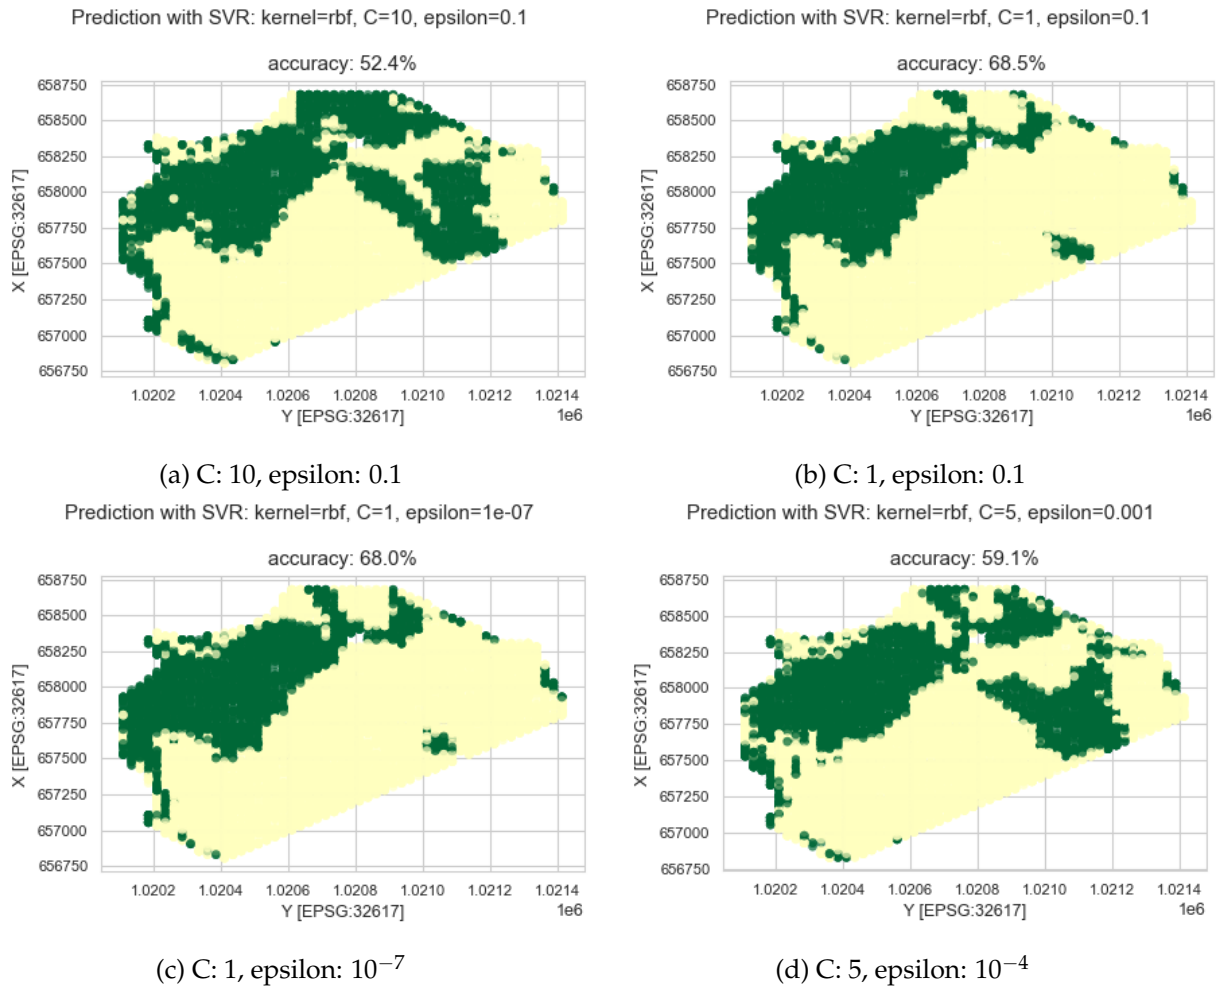 Prediction with SVR: kernel=rbf, C=10, epsilon=0.1
accuracy: 52.4%
658750
658500
658250
658000
657750
657500
657250
657000
656750
X [EPSG:32617]
1.0202 1.0204 1.0206 1.0208 1.0210 1.0212 1.0214
Y [EPSG:32617]
1e6
(a) C: 10, epsilon: 0.1
Prediction with SVR: kernel=rbf, C=1, epsilon=0.1
accuracy: 68.5%
658750
658500
658250
658000
657750
657500
657250
657000
656750
X [EPSG:32617]
1.0202 1.0204 1.0206 1.0208 1.0210 1.0212 1.0214
Y [EPSG:32617]
1e6
(b) C: 1, epsilon: 0.1
Prediction with SVR: kernel=rbf, C=1, epsilon=1e-07
accuracy: 68.0%
658750
658500
658250
658000
657750
657500
657250
657000
656750
X [EPSG:32617]
1.0202 1.0204 1.0206 1.0208 1.0210 1.0212 1.0214
Y [EPSG:32617]
1e6
(c) C: 1, epsilon: 10⁻⁷
Prediction with SVR: kernel=rbf, C=5, epsilon=0.001
accuracy: 59.1%
658750
658500
658250
658000
657750
657500
657250
657000
656750
X [EPSG:32617]
1.0202 1.0204 1.0206 1.0208 1.0210 1.0212 1.0214
Y [EPSG:32617]
1e6
(d) C: 5, epsilon: 10⁻⁴